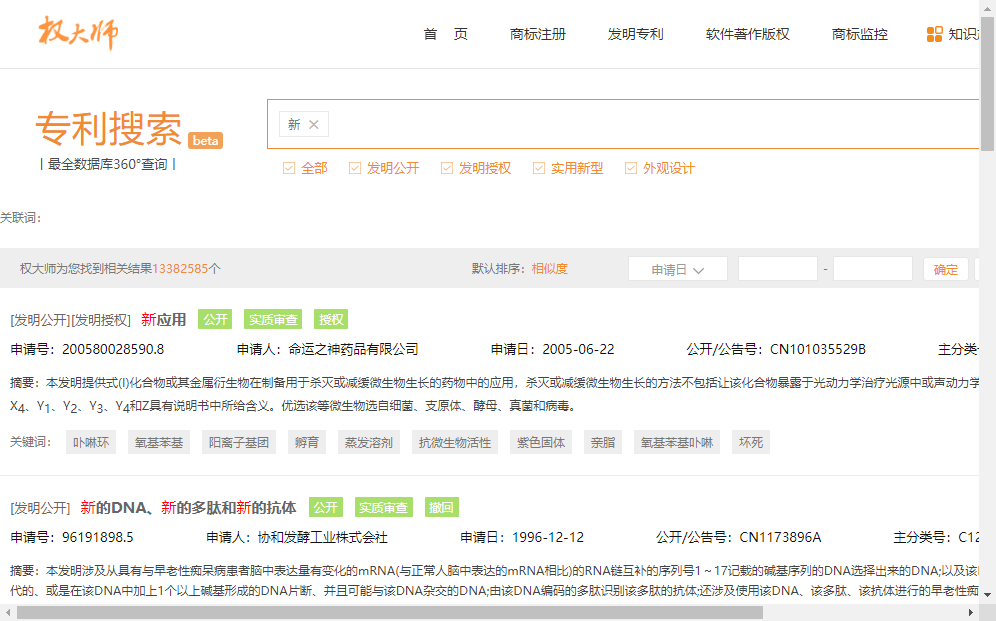 权大师
首 页 商标注册 发明专利 软件著作版权 商标监控 知识
专利搜索 beta
新
丨最全数据库360°查询丨
全部 发明公开 发明授权 实用新型 外观设计
关联词:
权大师为您找到相关结果13382585个 默认排序: 相似度 申请日 - 确定
[发明公开][发明授权] 新应用 公开 实质审查 授权
申请号: 200580028590.8 申请人: 命运之神药品有限公司 申请日: 2005-06-22 公开/公告号: CN101035529B 主分类
摘要: 本发明提供式(I)化合物或其金属衍生物在制备用于杀灭或减缓微生物生长的药物中的应用, 杀灭或减缓微生物生长的方法不包括让该化合物暴露于光动力学治疗光源中或声动力学
X4、Y1、Y2、Y3、Y4和Z具有说明书中所给含义。优选该等微生物选自细菌、支原体、酵母、真菌和病毒。
关键词: 卟啉环 氧基苯基 阳离子基团 孵育 蒸发溶剂 抗微生物活性 紫色固体 亲脂 氧基苯基卟啉 坏死
[发明公开] 新的DNA、新的多肽和新的抗体 公开 实质审查 撤回
申请号: 96191898.5 申请人: 协和发酵工业株式会社 申请日: 1996-12-12 公开/公告号: CN1173896A 主分类号: C12
摘要: 本发明涉及从具有与早老性痴呆病患者脑中表达量有变化的mRNA(与正常人脑中表达的mRNA相比)的RNA链互补的序列号1～17记载的碱基序列的DNA选择出来的DNA;以及该
代的、或是在该DNA中加上1个以上碱基形成的DNA片断、并且可能与该DNA杂交的DNA;由该DNA编码的多肽识别该多肽的抗体;还涉及使用该DNA、该多肽、该抗体进行的早老性痴